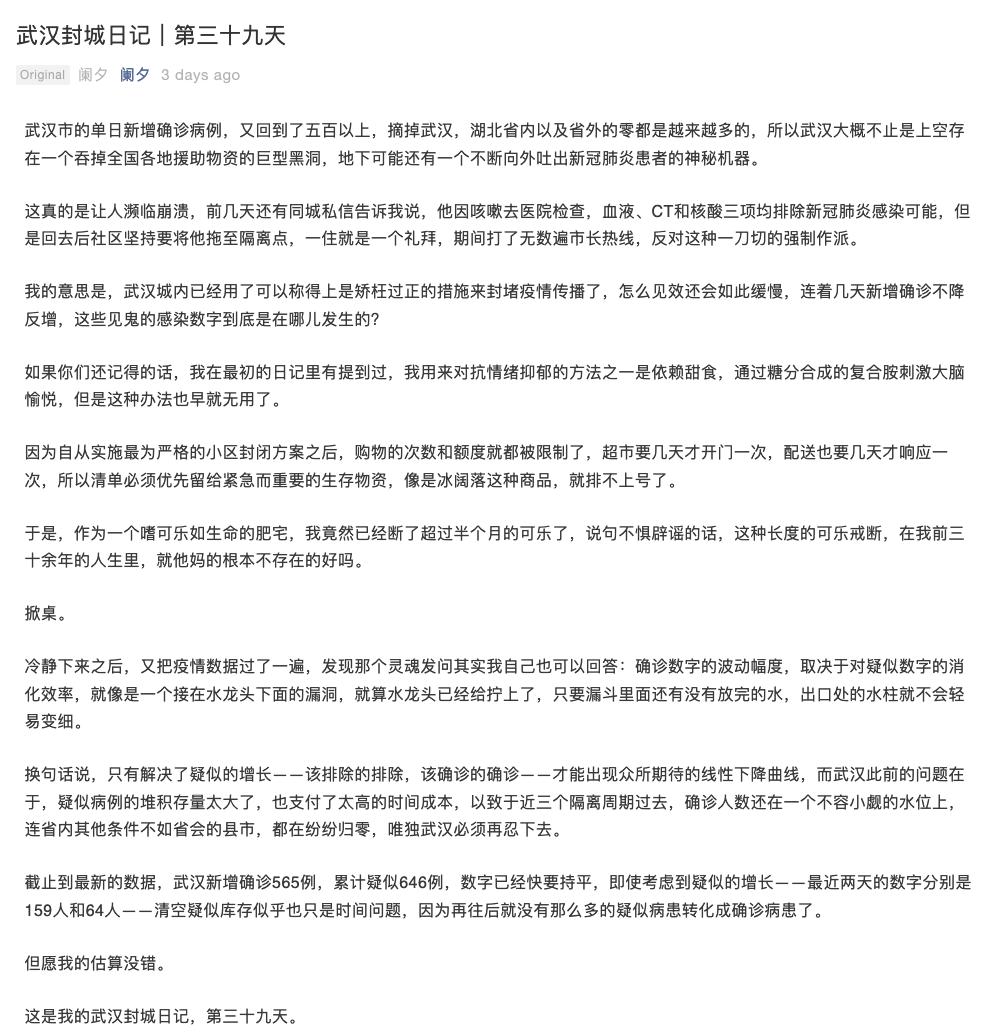 武汉封城日记｜第三十九天
Original 阑夕 阑夕 3 days ago
武汉市的单日新增确诊病例，又回到了五百以上，摘掉武汉，湖北省内以及省外的零都是越来越多的，所以武汉大概不止是上空存
在一个吞掉全国各地援助物资的巨型黑洞，地下可能还有一个不断向外吐出新冠肺炎患者的神秘机器。
这真的是让人濒临崩溃，前几天还有同城私信告诉我说，他因咳嗽去医院检查，血液、CT和核酸三项均排除新冠肺炎感染可能，但
是回去后社区坚持要将他拖至隔离点，一住就是一个礼拜，期间打了无数遍市长热线，反对这种一刀切的强制作派。
我的意思是，武汉城内已经用了可以称得上是矫枉过正的措施来封堵疫情传播了，怎么见效还会如此缓慢，连着几天新增确诊不降
反增，这些见鬼的感染数字到底是在哪儿发生的？
如果你们还记得的话，我在最初的日记里有提到过，我用来对抗情绪抑郁的方法之一是依赖甜食，通过糖分合成的复合胺刺激大脑
愉悦，但是这种办法也早就无用了。
因为自从实施最为严格的小区封闭方案之后，购物的次数和额度就都被限制了，超市要几天才开门一次，配送也要几天才响应一
次，所以清单必须优先留给紧急而重要的生存物资，像是冰阔落这种商品，就排不上号了。
于是，作为一个嗜可乐如生命的肥宅，我竟然已经断了超过半个月的可乐了，说句不惧辟谣的话，这种长度的可乐戒断，在我前三
十余年的人生里，就他妈的根本不存在的好吗。
掀桌。
冷静下来之后，又把疫情数据过了一遍，发现那个灵魂发问其实我自己也可以回答：确诊数字的波动幅度，取决于对疑似数字的消
化效率，就像是一个接在水龙头下面的漏洞，就算水龙头已经给拧上了，只要漏斗里面还有没有放完的水，出口处的水柱就不会轻
易变细。
换句话说，只有解决了疑似的增长——该排除的排除，该确诊的确诊——才能出现众所期待的线性下降曲线，而武汉此前的问题在
于，疑似病例的堆积存量太大了，也支付了太高的时间成本，以致于近三个隔离周期过去，确诊人数还在一个不容小觑的水位上，
连省内其他条件不如省会的县市，都在纷纷归零，唯独武汉必须再忍下去。
截止到最新的数据，武汉新增确诊565例，累计疑似646例，数字已经快要持平，即使考虑到疑似的增长——最近两天的数字分别是
159人和64人——清空疑似库存似乎也只是时间问题，因为再往后就没有那么多的疑似病患转化成确诊病患了。
但愿我的估算没错。
这是我的武汉封城日记，第三十九天。